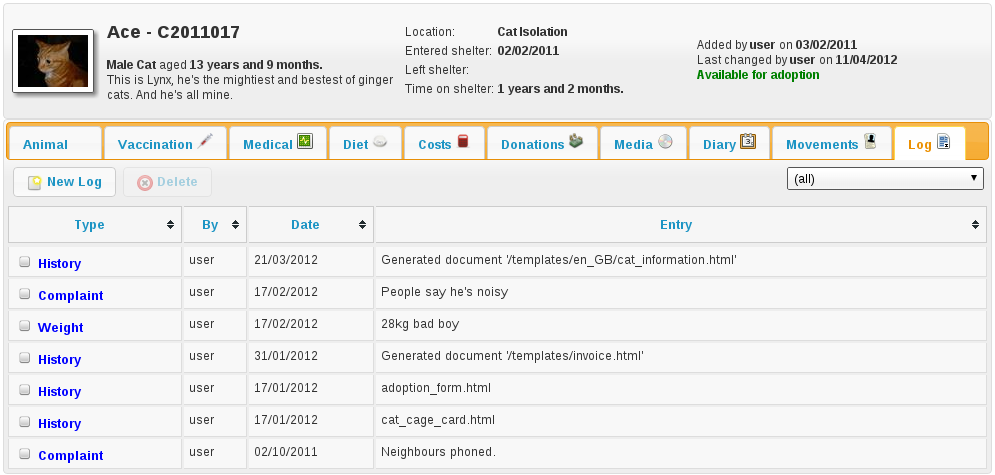 Ace - C2011017
Male Cat aged 13 years and 9 months.
This is Lynx, he's the mightiest and bestest of ginger
cats. And he's all mine.
Location: Cat Isolation
Entered shelter: 02/02/2011
Left shelter:
Time on shelter: 1 years and 2 months.
Added by user on 03/02/2011
Last changed by user on 11/04/2012
Available for adoption
Animal Vaccination Medical Diet Costs Donations Media Diary Movements Log
New Log Delete (all)
Type By Date Entry
History user 21/03/2012 Generated document '/templates/en_GB/cat_information.html'
Complaint user 17/02/2012 People say he's noisy
Weight user 17/02/2012 28kg bad boy
History user 31/01/2012 Generated document '/templates/invoice.html'
History user 17/01/2012 adoption_form.html
History user 17/01/2012 cat_cage_card.html
Complaint user 02/10/2011 Neighbours phoned.